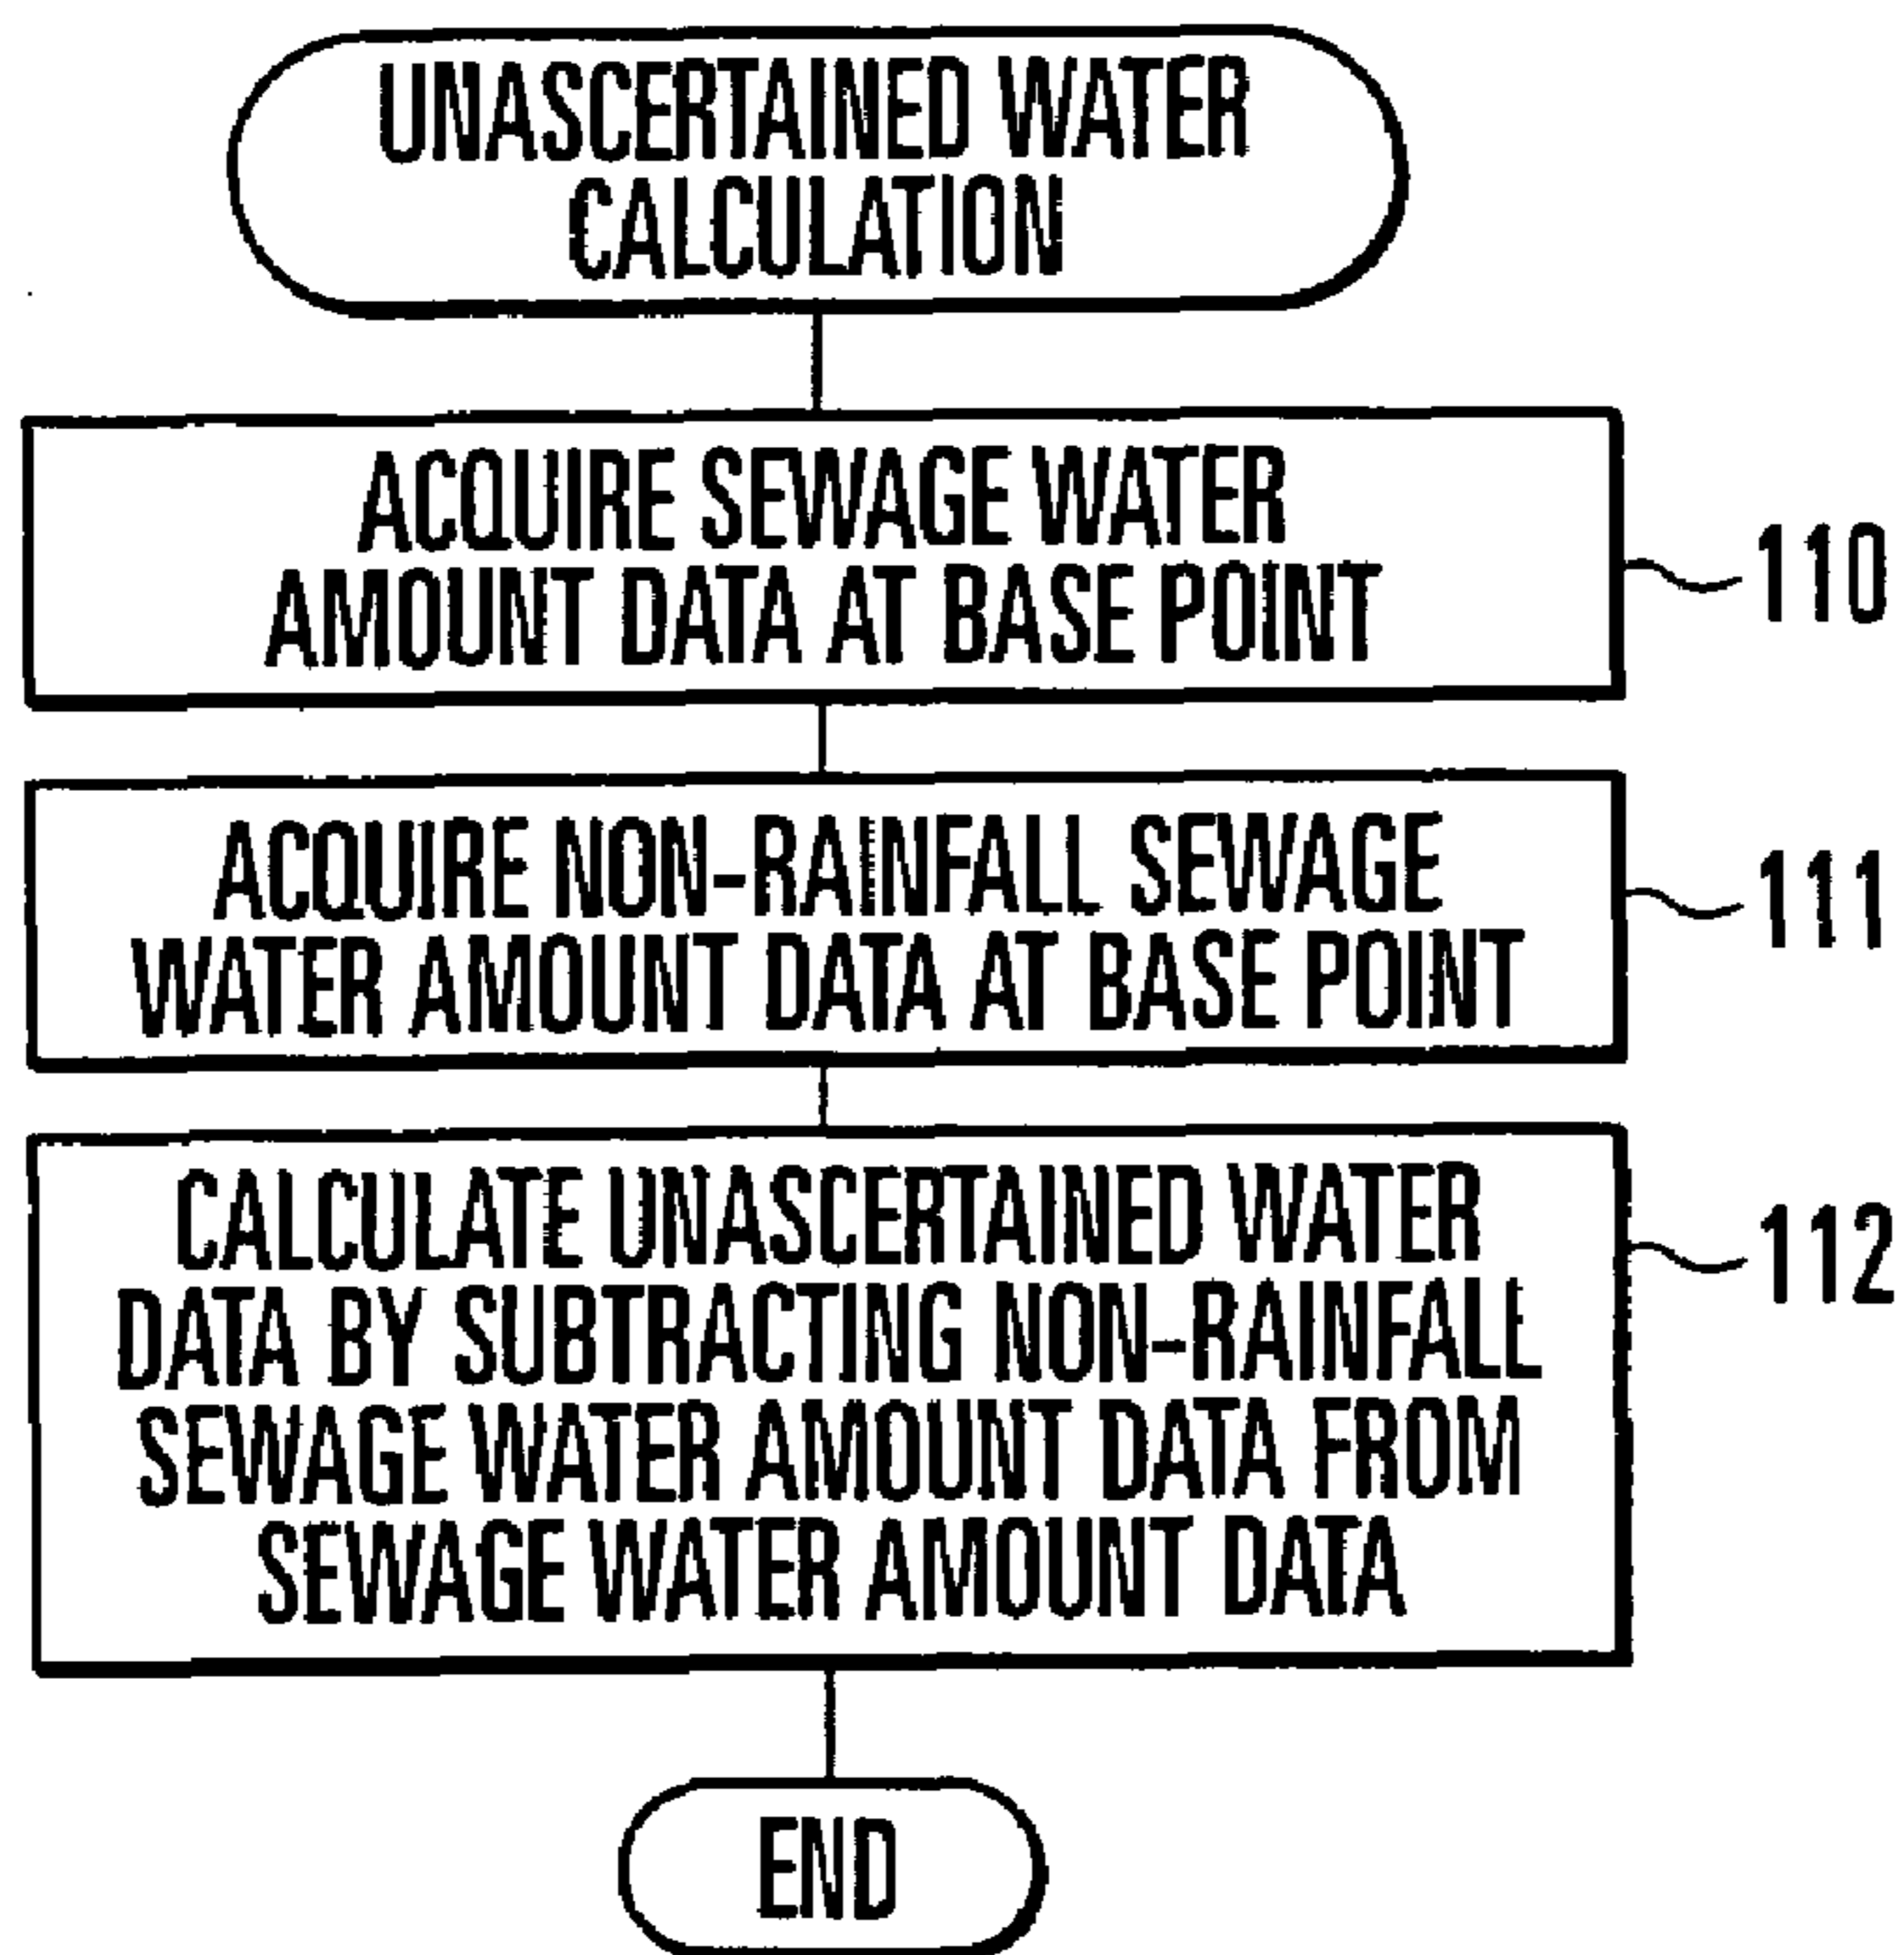 UNASCERTAINED WATER
CALCULATION
ACQUIRE SEWAGE WATER
AMOUNT DATA AT BASE POINT
110
ACQUIRE NON-RAINFALL SEWAGE
WATER AMOUNT DATA AT BASE POINT
111
CALCULATE UNASCERTAINED WATER
DATA BY SUBTRACTING NON-RAINFALL
SEWAGE WATER AMOUNT DATA FROM
SEWAGE WATER AMOUNT DATA
112
END